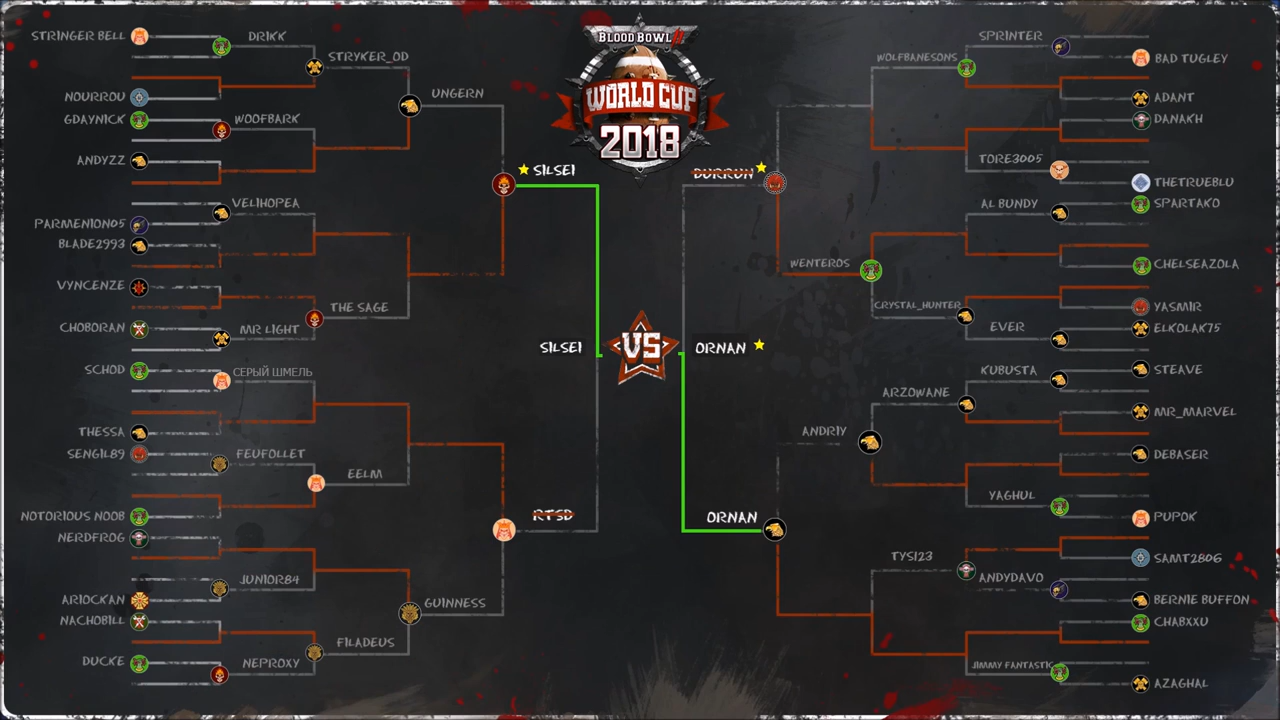 BLOOD BOWL II
WORLD CUP
2018
STRINGER BELL
NOURROU
GDAYNICK
ANDYZZ
PARMENION05
BLADE2993
VYNCENZE
CHOBORAN
SCHOD
THESSA
SENGIL89
NOTORIOUS NOOB
NERDFROG
ARIOCKAN
NACHOBILL
DUCKE
DRIKK
WOOFBARK
VELIHOPEA
MR LIGHT
СЕРЫЙ ШМЕЛЬ
FEUFOLLET
JUNIOR84
NEPROXY
STRYKER_OD
THE SAGE
EELM
FILADEUS
UNGERN
GUINNESS
SILSEI
RTSD
SILSEI
VS
ORNAN
DURRUN
ORNAN
WENTEROS
ANDRIY
WOLFBANESONS
CRYSTAL_HUNTER
ARZOWANE
TYS123
SPRINTER
TORE3005
AL BUNDY
EVER
KUBUSTA
YAGHUL
ANDYDAVO
JIMMY FANTASTIC
BAD TUGLEY
ADANT
DANAKH
THETRUEBLU
SPARTAKO
CHELSEAZOLA
YASMIR
ELKOLAK75
STEAVE
MR_MARVEL
DEBASER
PUPOK
SAMT2806
BERNIE BUFFON
CHABXXU
AZAGHAL